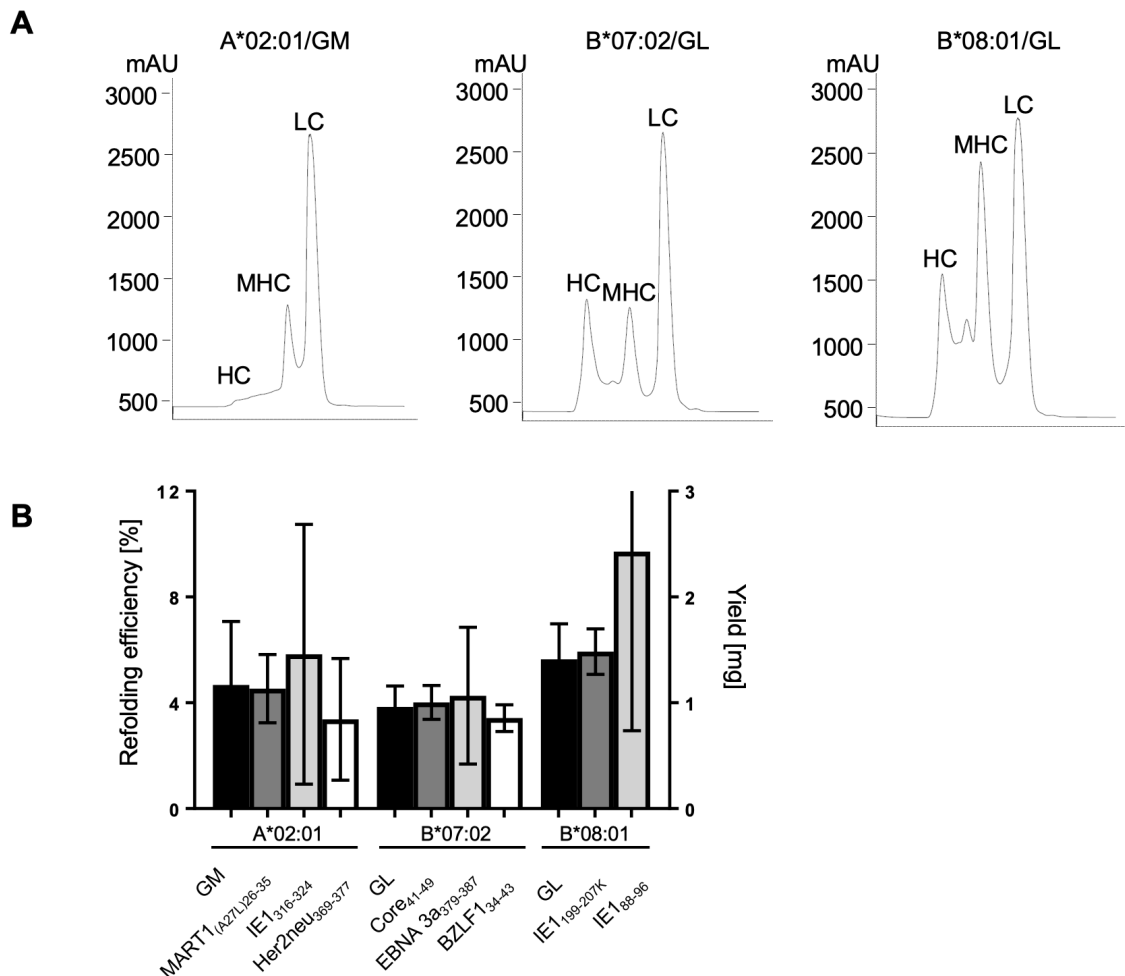 A
A*02:01/GM
mAU
3000
2500
2000
1500
1000
500
HC
MHC
LC
B*07:02/GL
mAU
3000
2500
2000
1500
1000
500
HC
MHC
LC
B*08:01/GL
mAU
3000
2500
2000
1500
1000
500
HC
MHC
LC
B
Refolding efficiency [%]
12
8
4
0
3
2
1
0
Yield [mg]
A*02:01
B*07:02
B*08:01
GM
MART1(A27L)26-35
IE1316-324
Her2neu369-377
GL
Core41-49
EBNA 3a379-387
BZLF134-43
GL
IE1199-207K
IE188-96